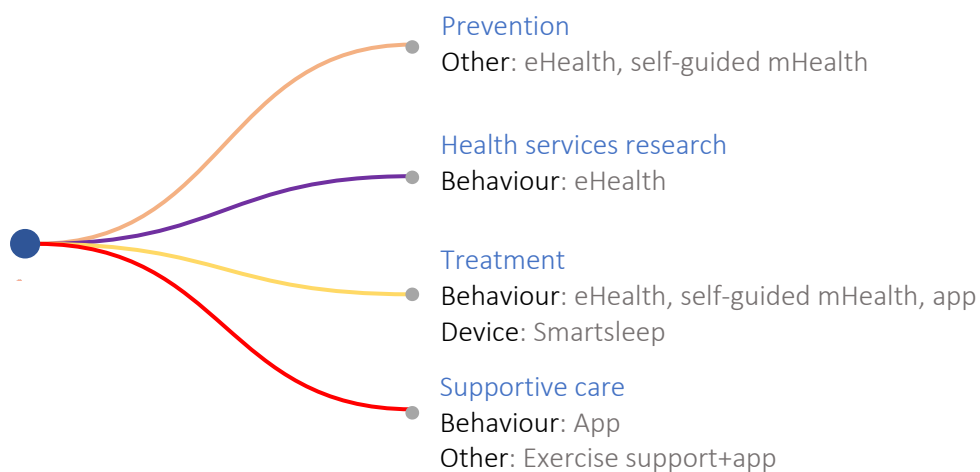 Prevention
Other: eHealth, self-guided mHealth
Health services research
Behaviour: eHealth
Treatment
Behaviour: eHealth, self-guided mHealth, app
Device: Smartsleep
Supportive care
Behaviour: App
Other: Exercise support+app